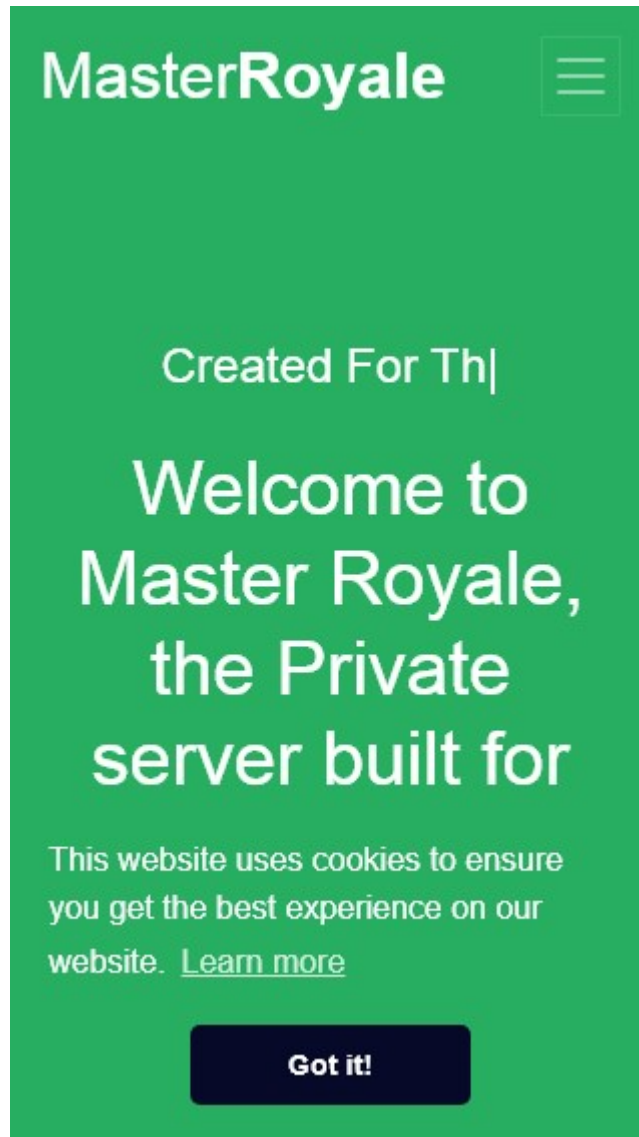 MasterRoyale
Created For Th|
Welcome to
Master Royale,
the Private
server built for
This website uses cookies to ensure
you get the best experience on our
website. Learn more
Got it!